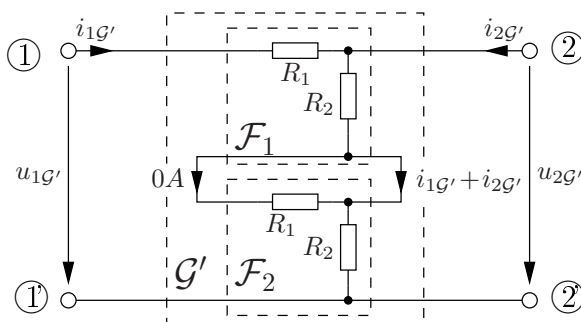 i1𝒢′ i2𝒢′
1 2
R1
R2
ℱ1
u1𝒢′ 0A i1𝒢′+i2𝒢′ u2𝒢′
R1
R2
𝒢′ ℱ2
1' 2'